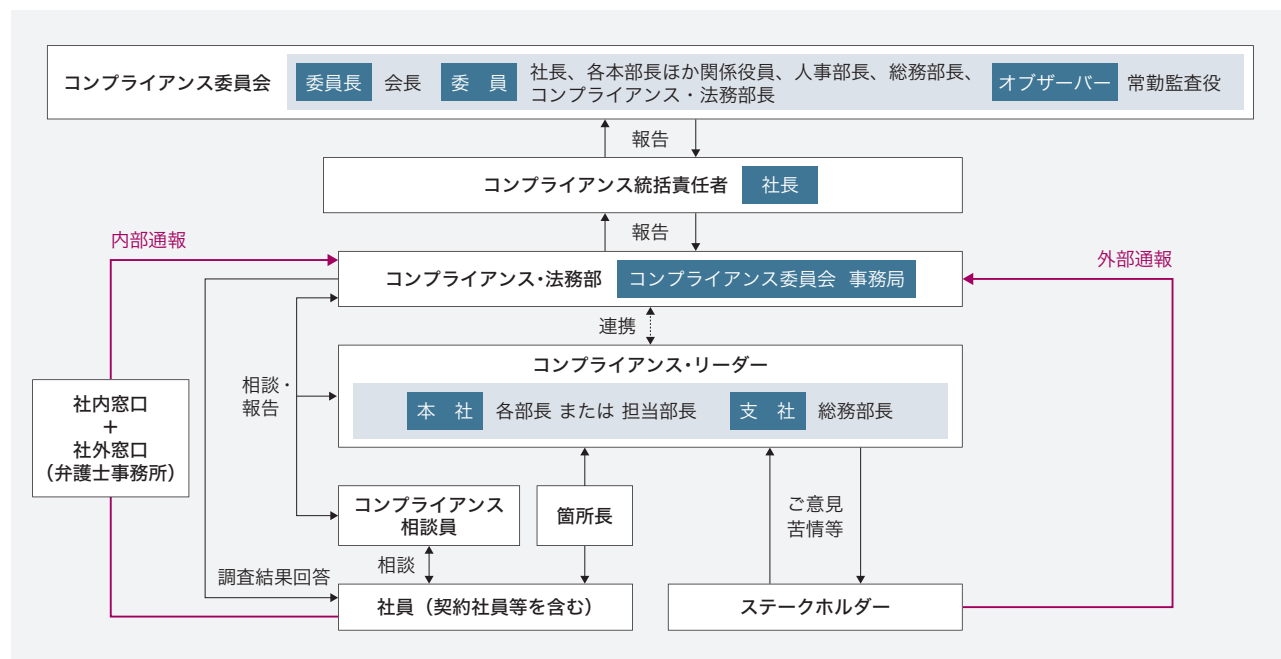 コンプライアンス委員会
委員長 会長
委　員
社長、各本部長ほか関係役員、人事部長、総務部長、
コンプライアンス・法務部長
オブザーバー 常勤監査役
報告
コンプライアンス統括責任者 社長
報告
内部通報
外部通報
コンプライアンス・法務部 コンプライアンス委員会 事務局
連携
コンプライアンス・リーダー
本　社 各部長 または 担当部長
支　社 総務部長
相談・
報告
社内窓口
+
社外窓口
（弁護士事務所）
コンプライアンス
相談員
箇所長
ご意見
苦情等
相談
調査結果回答
社員（契約社員等を含む）
ステークホルダー